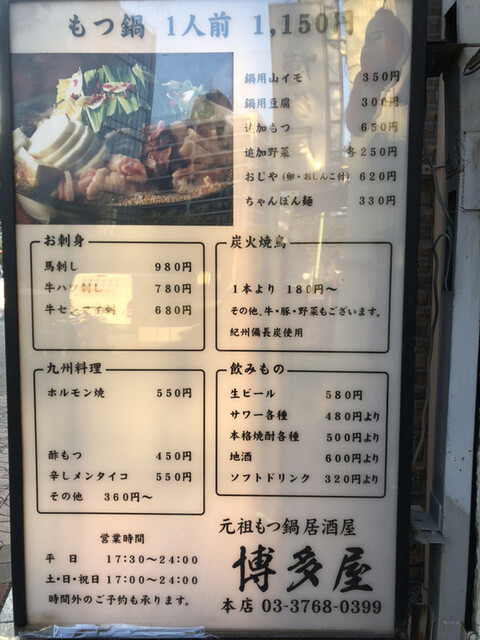 もつ鍋 1人前 1,150円
鍋用山イモ 350円
鍋用豆腐 300円
追加もつ 650円
追加野菜 各250円
おじや(卵・おしんこ付) 620円
ちゃんぽん麺 330円
お刺身
馬刺し 980円
牛ハツ刺し 780円
牛センマイ刺 680円
炭火焼鳥
1本より 180円〜
その他、牛・豚・野菜もございます。
紀州備長炭使用
九州料理
ホルモン焼 550円
酢もつ 450円
辛しメンタイコ 550円
その他 360円〜
飲みもの
生ビール 580円
サワー各種 480円より
本格焼酎各種 500円より
地酒 600円より
ソフトドリンク 320円より
営業時間
平日 17:30〜24:00
土・日・祝日 17:00〜24:00
時間外のご予約も承ります。
元祖もつ鍋居酒屋
博多屋
本店 03-3768-0399